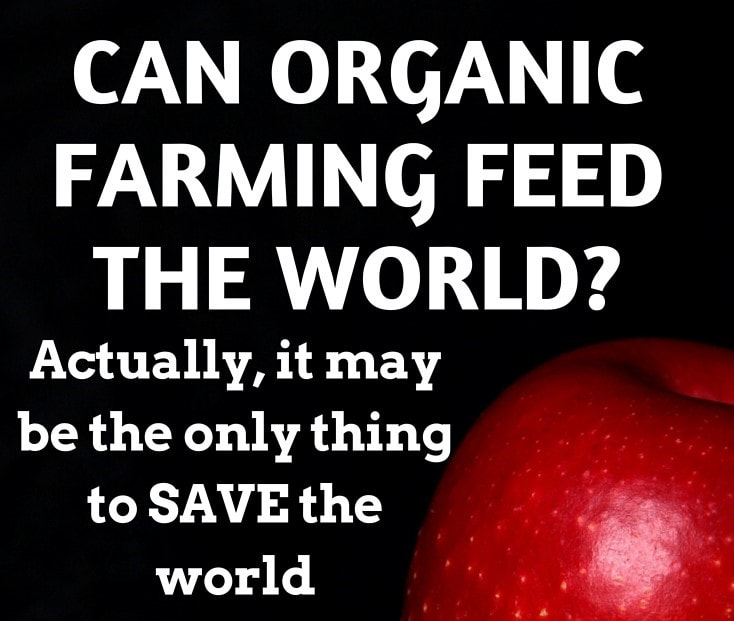 CAN ORGANIC
FARMING FEED
THE WORLD?
Actually, it may
be the only thing
to SAVE the
world